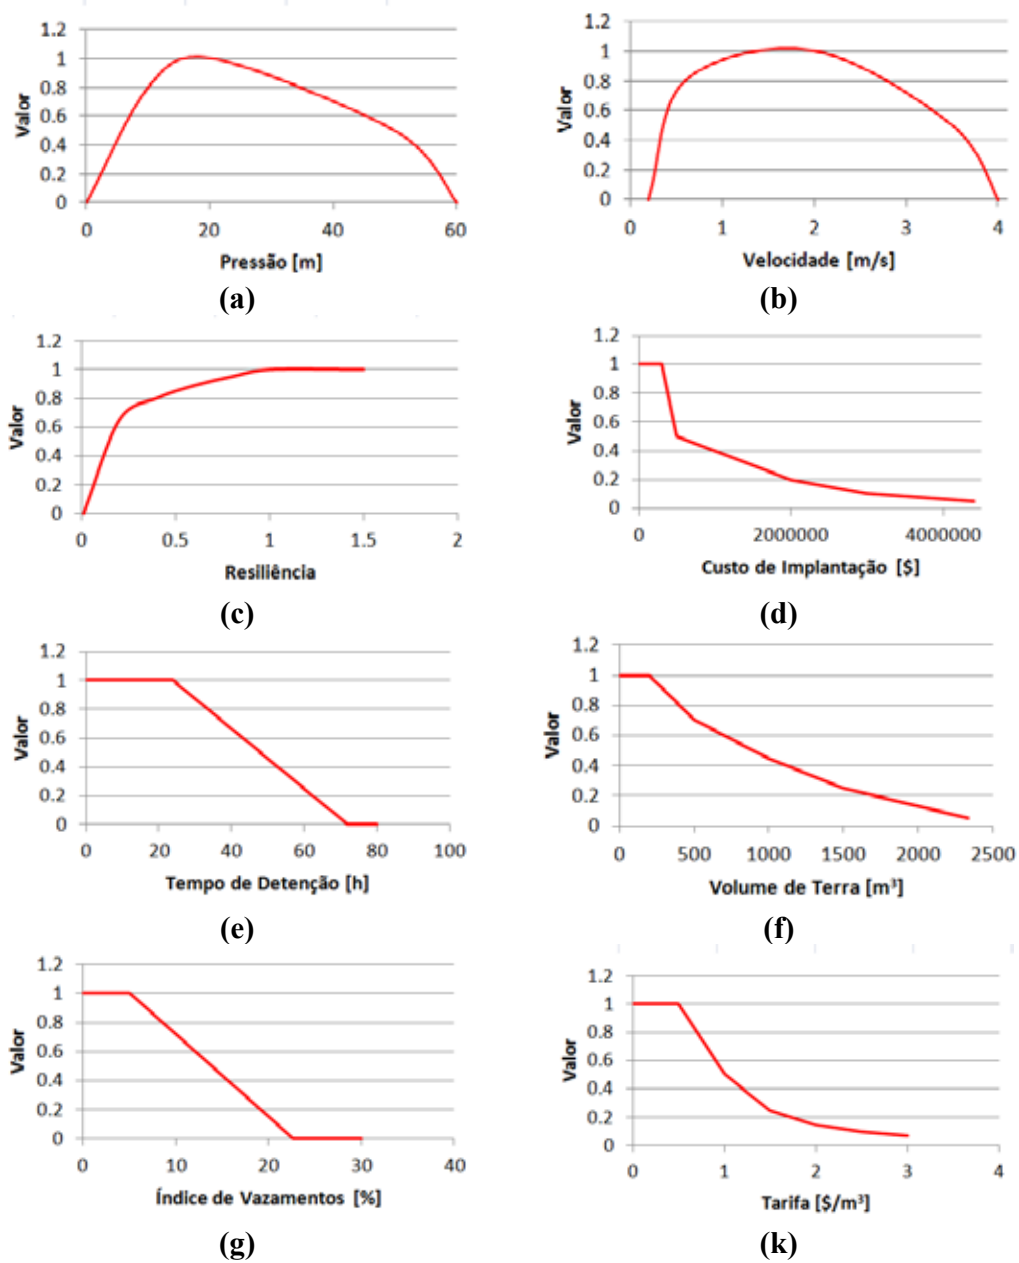 1.2
1
0.8
0.6
0.4
0.2
0
Valor
0 20 40 60
Pressão [m]
(a)
1.2
1
0.8
0.6
0.4
0.2
0
Valor
0 1 2 3 4
Velocidade [m/s]
(b)
1.2
1
0.8
0.6
0.4
0.2
0
Valor
0 0.5 1 1.5 2
Resiliência
(c)
1.2
1
0.8
0.6
0.4
0.2
0
Valor
0 2000000 4000000
Custo de Implantação [$]
(d)
1.2
1
0.8
0.6
0.4
0.2
0
Valor
0 20 40 60 80 100
Tempo de Detenção [h]
(e)
1.2
1
0.8
0.6
0.4
0.2
0
Valor
0 500 1000 1500 2000 2500
Volume de Terra [m³]
(f)
1.2
1
0.8
0.6
0.4
0.2
0
Valor
0 10 20 30 40
Índice de Vazamentos [%]
(g)
1.2
1
0.8
0.6
0.4
0.2
0
Valor
0 1 2 3 4
Tarifa [$/m³]
(k)